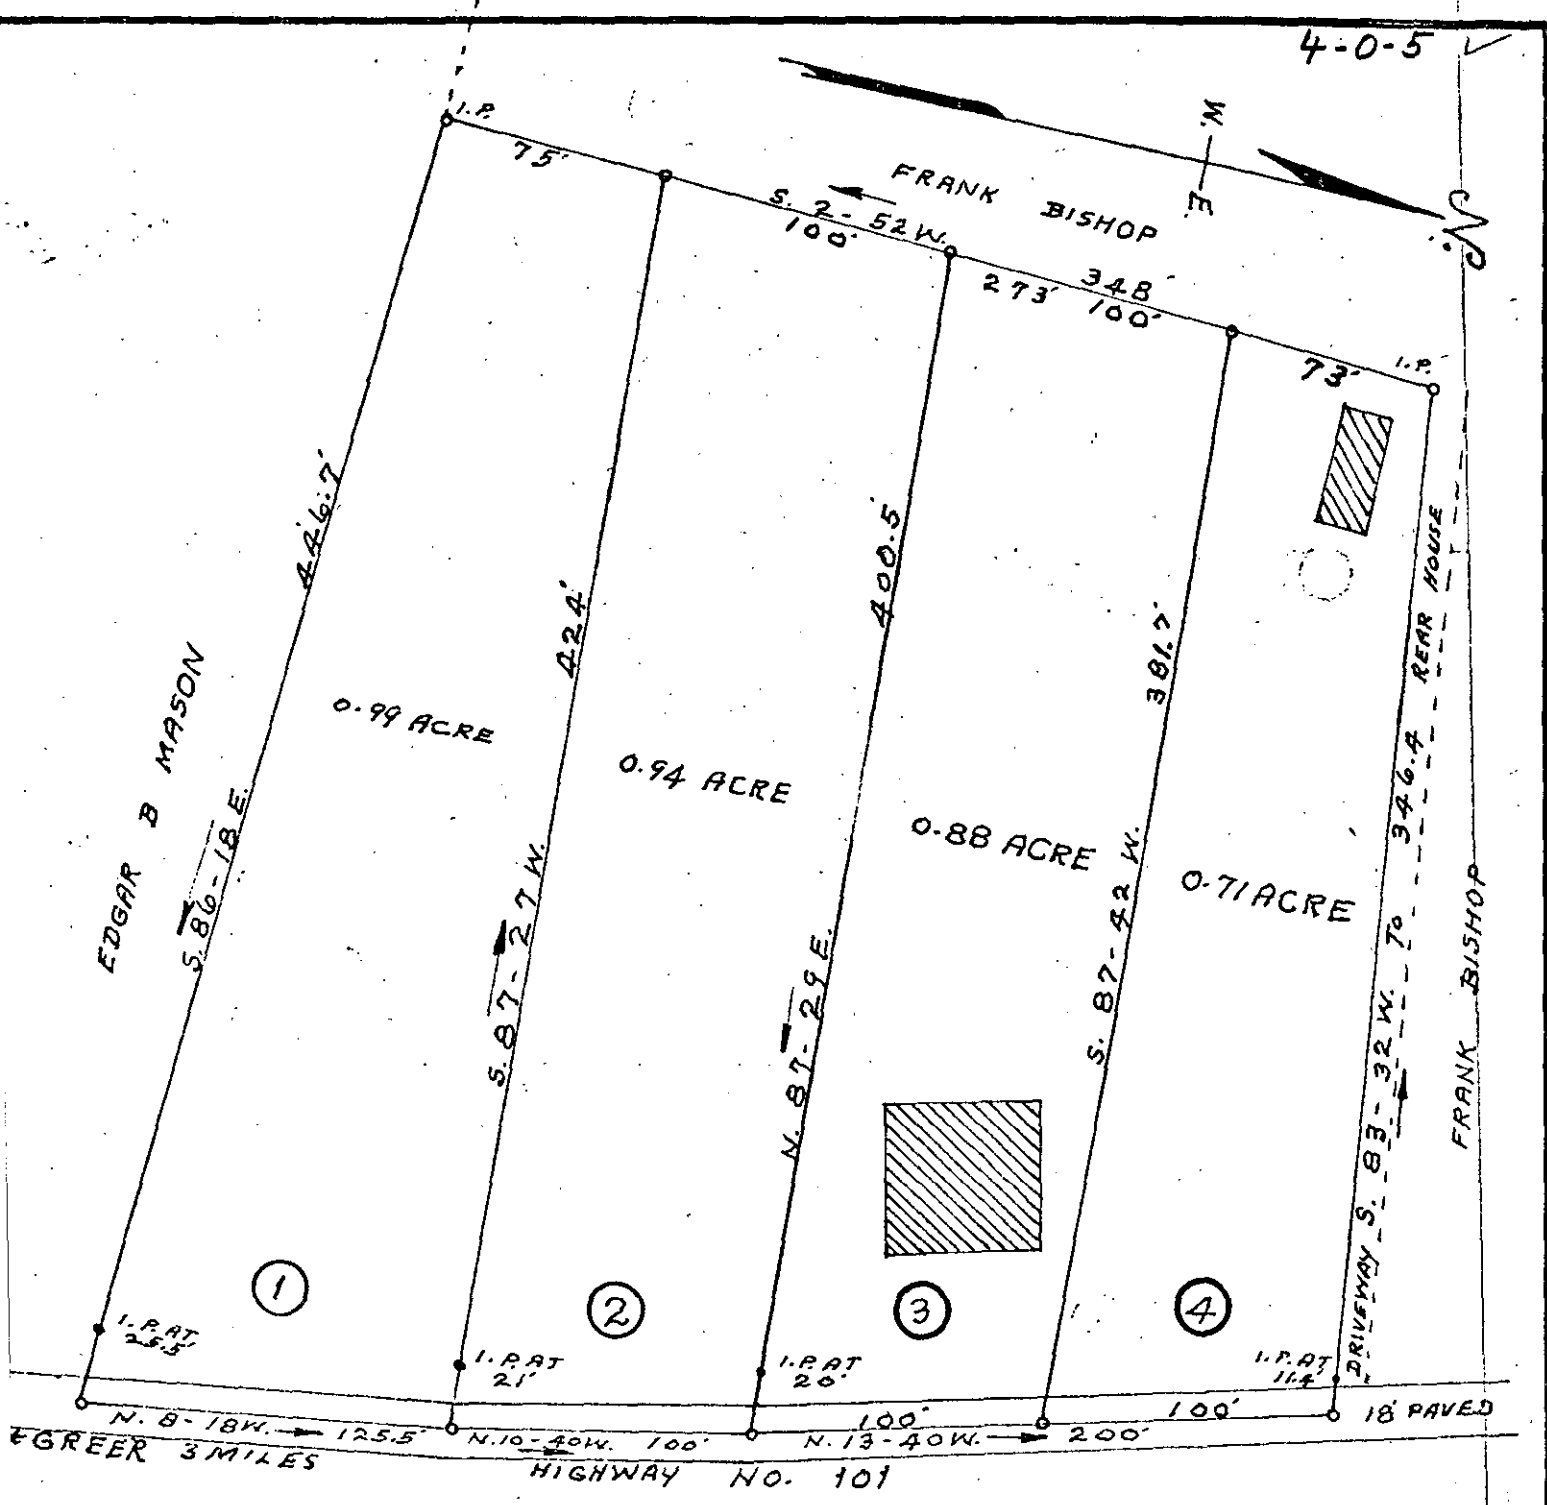 4-0-5
I.P.
75'
FRANK BISHOP
W.
E.
N.
S. 2-52 W.
100'
348'
273'
100'
73'
I.P.
446.7'
424'
400.5
381.7'
EDGAR B MASON
S. 86-18 E.
0.99 ACRE
S. 87-27 W.
0.94 ACRE
N. 87-29 E.
0.88 ACRE
S. 87-42 W.
0.71 ACRE
DRIVEWAY S. 83-32 W. TO 346.4 REAR HOUSE
FRANK BISHOP
1
2
3
4
I.P. AT
25.5'
I.P. AT
21'
I.P. AT
20'
I.P. AT
11.4'
N. 8-18 W. 125.5'
N. 10-40 W. 100'
100'
N. 13-40 W. 200'
100'
18' PAVED
GREER 3 MILES
HIGHWAY NO. 101